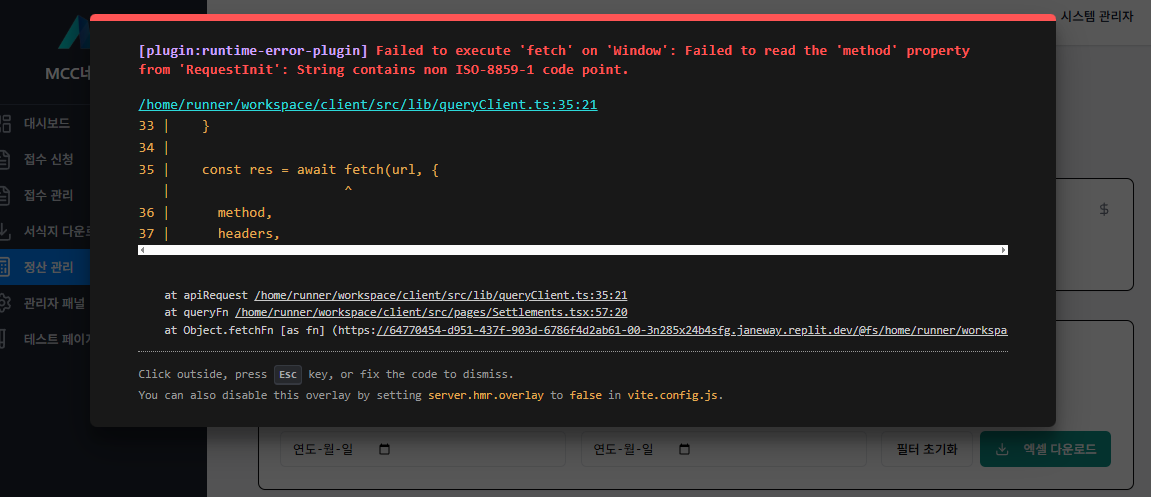 시스템 관리자
[plugin:runtime-error-plugin] Failed to execute 'fetch' on 'Window': Failed to read the 'method' property
from 'RequestInit': String contains non ISO-8859-1 code point.
MCC네
/home/runner/workspace/client/src/lib/queryClient.ts:35:21
33 | }
34 |
35 | const res = await fetch(url, {
| ^
36 | method,
37 | headers,
대시보드
접수 신청
접수 관리
서식지 다운로
정산 관리
관리자 패널
테스트 페이지
$
at apiRequest /home/runner/workspace/client/src/lib/queryClient.ts:35:21
at queryFn /home/runner/workspace/client/src/pages/Settlements.tsx:57:20
at Object.fetchFn [as fn] (https://64770454-d951-437f-903d-6786f4d2ab61-00-3n285x24b4sfg.janeway.replit.dev/@fs/home/runner/workspa
Click outside, press Esc key, or fix the code to dismiss.
You can also disable this overlay by setting server.hmr.overlay to false in vite.config.js.
연도-월-일
연도-월-일
필터 초기화
엑셀 다운로드